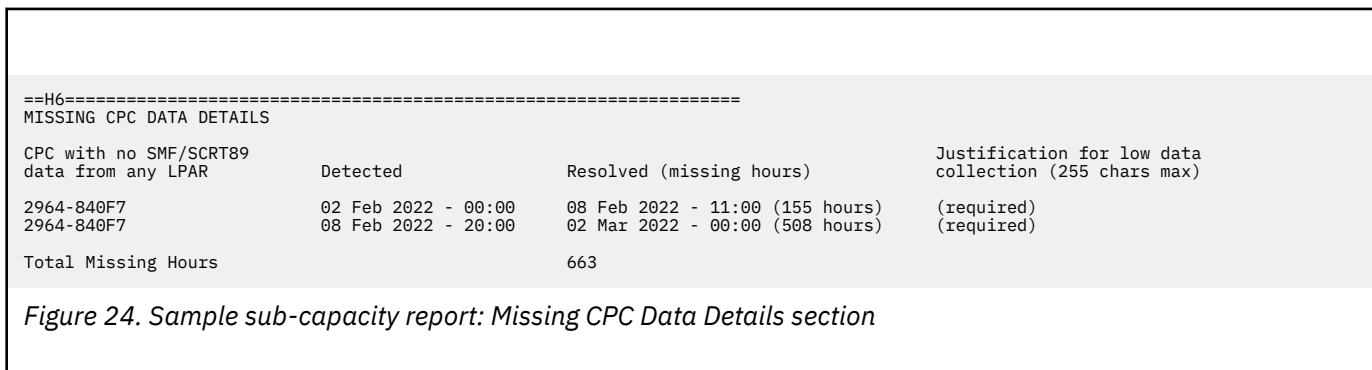 ==H6==================================================================
MISSING CPC DATA DETAILS
CPC with no SMF/SCRT89 Justification for low data
data from any LPAR Detected Resolved (missing hours) collection (255 chars max)
2964-840F7 02 Feb 2022 - 00:00 08 Feb 2022 - 11:00 (155 hours) (required)
2964-840F7 08 Feb 2022 - 20:00 02 Mar 2022 - 00:00 (508 hours) (required)
Total Missing Hours 663
Figure 24. Sample sub-capacity report: Missing CPC Data Details section